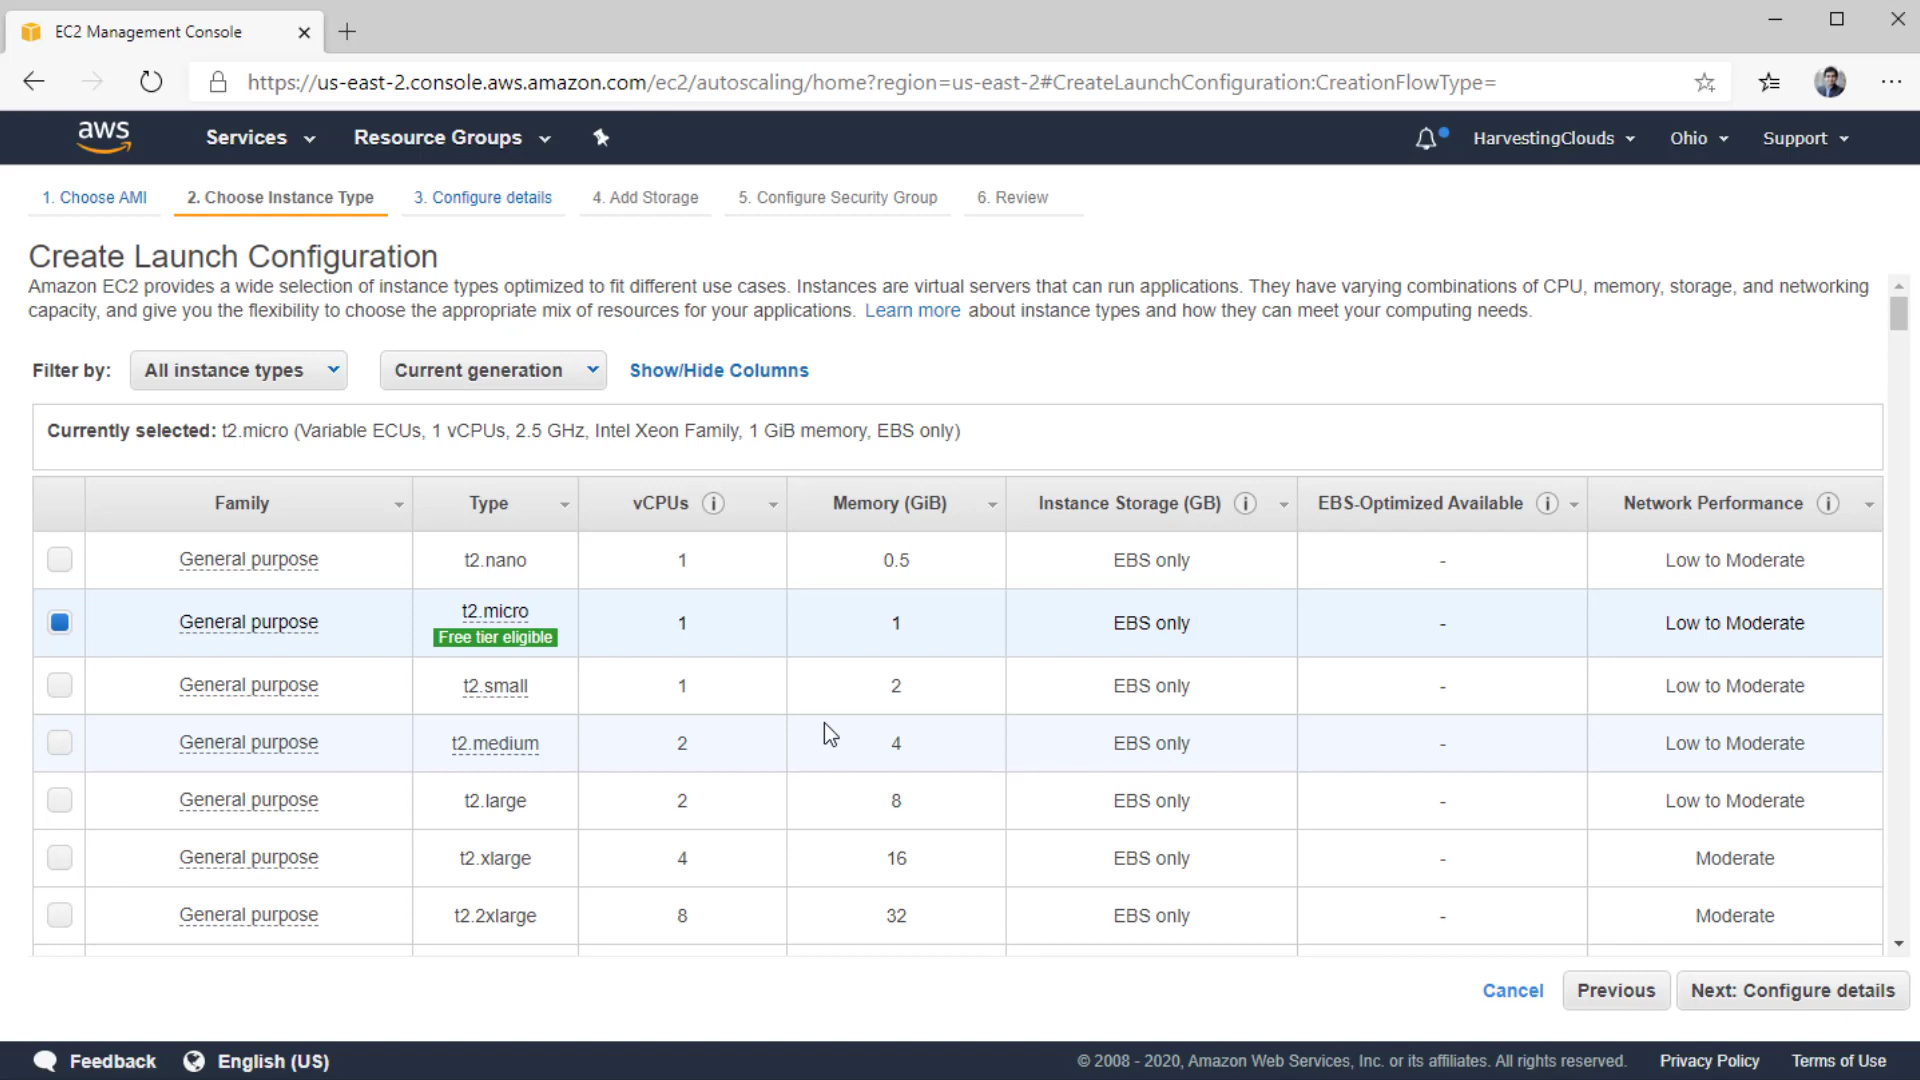 EC2 Management Console
https://us-east-2.console.aws.amazon.com/ec2/autoscaling/home?region=us-east-2#CreateLaunchConfiguration:CreationFlowType=
aws Services Resource Groups HarvestingClouds Ohio Support
1. Choose AMI 2. Choose Instance Type 3. Configure details 4. Add Storage 5. Configure Security Group 6. Review
Create Launch Configuration
Amazon EC2 provides a wide selection of instance types optimized to fit different use cases. Instances are virtual servers that can run applications. They have varying combinations of CPU, memory, storage, and networking
capacity, and give you the flexibility to choose the appropriate mix of resources for your applications. Learn more about instance types and how they can meet your computing needs.
Filter by: All instance types Current generation Show/Hide Columns
Currently selected: t2.micro (Variable ECUs, 1 vCPUs, 2.5 GHz, Intel Xeon Family, 1 GiB memory, EBS only)
Family Type vCPUs i Memory (GiB) Instance Storage (GB) i EBS-Optimized Available i Network Performance i
General purpose t2.nano 1 0.5 EBS only - Low to Moderate
General purpose t2.micro 1 1 EBS only - Low to Moderate
Free tier eligible
General purpose t2.small 1 2 EBS only - Low to Moderate
General purpose t2.medium 2 4 EBS only - Low to Moderate
General purpose t2.large 2 8 EBS only - Low to Moderate
General purpose t2.xlarge 4 16 EBS only - Moderate
General purpose t2.2xlarge 8 32 EBS only - Moderate
Cancel Previous Next: Configure details
Feedback English (US) © 2008 - 2020, Amazon Web Services, Inc. or its affiliates. All rights reserved. Privacy Policy Terms of Use